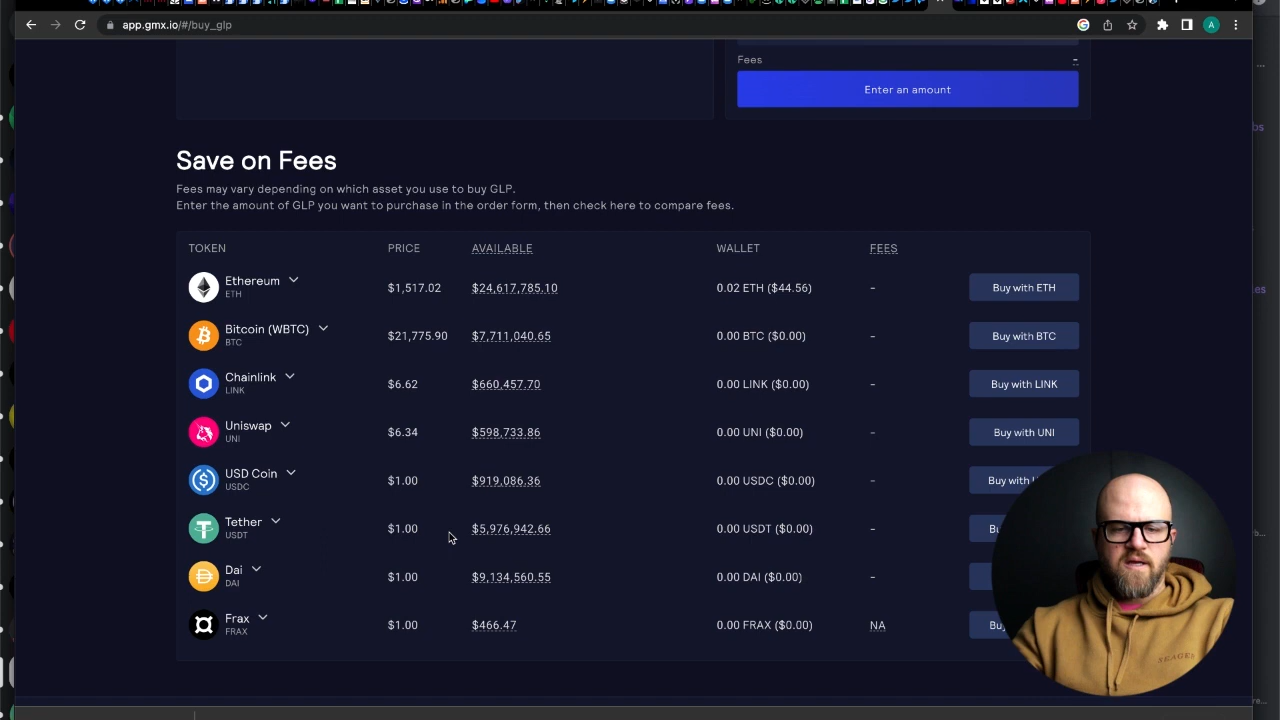 app.gmx.io/#/buy_glp
A
Fees -
Enter an amount
Save on Fees
Fees may vary depending on which asset you use to buy GLP.
Enter the amount of GLP you want to purchase in the order form, then check here to compare fees.
TOKEN PRICE AVAILABLE WALLET FEES
Ethereum
ETH
$1,517.02 $24,617,785.10 0.02 ETH ($44.56) - Buy with ETH
Bitcoin (WBTC)
BTC
$21,775.90 $7,711,040.65 0.00 BTC ($0.00) - Buy with BTC
Chainlink
LINK
$6.62 $660,457.70 0.00 LINK ($0.00) - Buy with LINK
Uniswap
UNI
$6.34 $598,733.86 0.00 UNI ($0.00) - Buy with UNI
USD Coin
USDC
$1.00 $919,086.36 0.00 USDC ($0.00) - Buy with
Tether
USDT
$1.00 $5,976,942.66 0.00 USDT ($0.00) -
Dai
DAI
$1.00 $9,134,560.55 0.00 DAI ($0.00) -
Frax
FRAX
$1.00 $466.47 0.00 FRAX ($0.00) NA